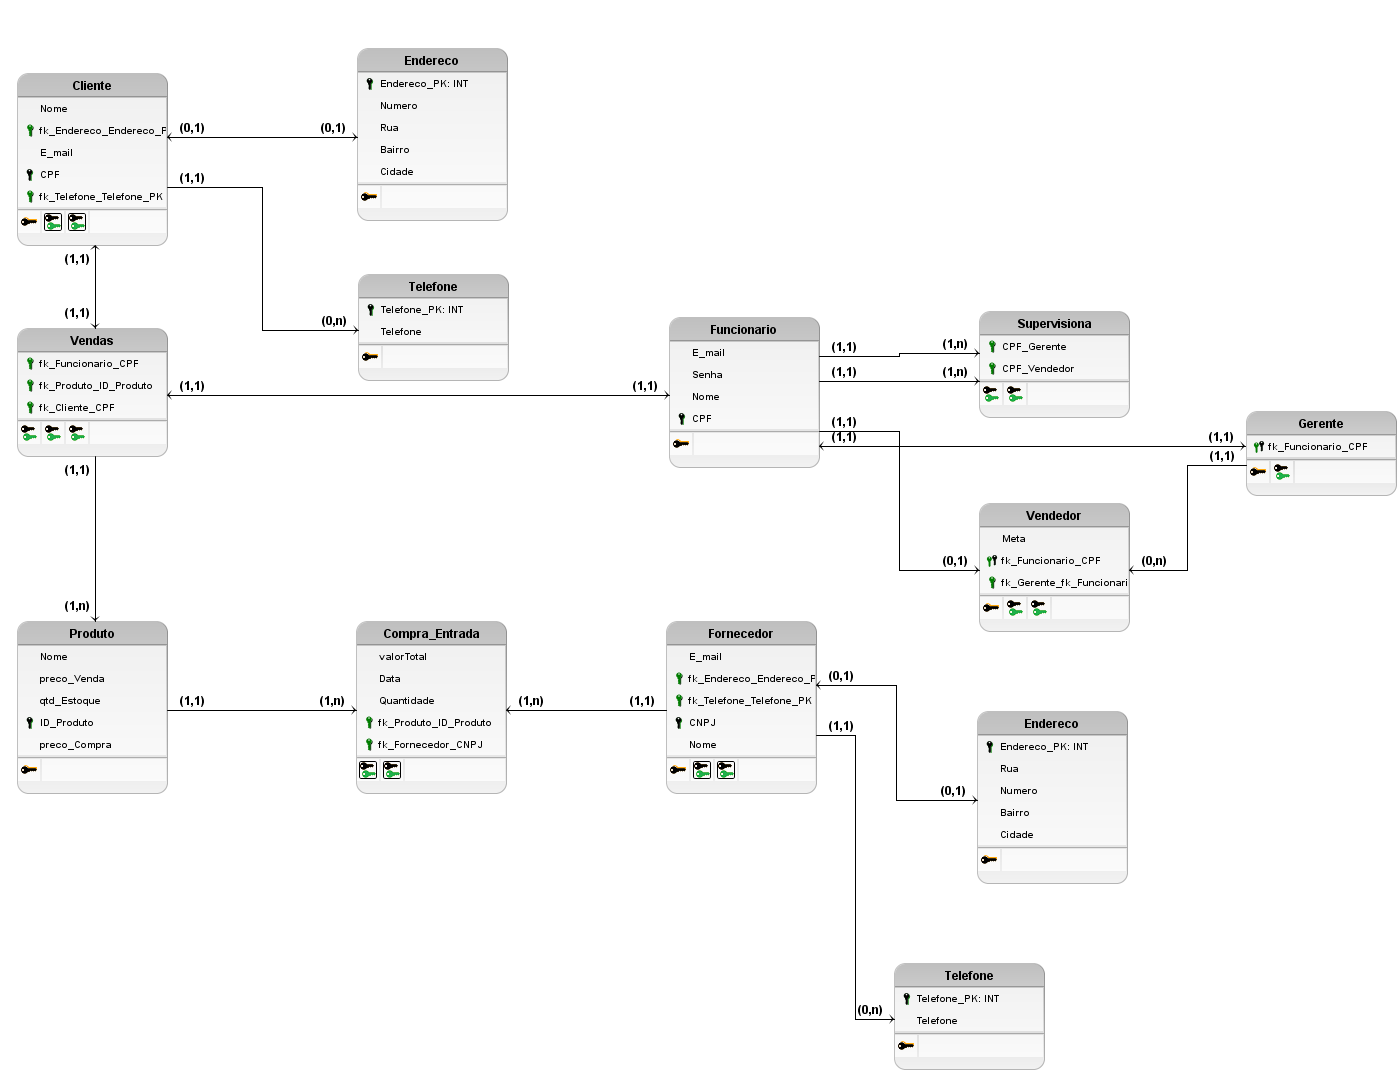 Cliente
Nome
fk_Endereco_Endereco_P
E_mail
CPF
fk_Telefone_Telefone_PK
(0,1)
(0,1)
Endereco
Endereco_PK: INT
Numero
Rua
Bairro
Cidade
(1,1)
(0,n)
Telefone
Telefone_PK: INT
Telefone
(1,1)
(1,1)
Vendas
fk_Funcionario_CPF
fk_Produto_ID_Produto
fk_Cliente_CPF
(1,1)
(1,1)
Funcionario
E_mail
Senha
Nome
CPF
(1,1)
(1,n)
(1,1)
(1,n)
Supervisiona
CPF_Gerente
CPF_Vendedor
(1,1)
(1,1)
(1,1)
(1,1)
Gerente
fk_Funcionario_CPF
(0,1)
(0,n)
Vendedor
Meta
fk_Funcionario_CPF
fk_Gerente_fk_Funcionari
(1,1)
(1,n)
Produto
Nome
preco_Venda
qtd_Estoque
ID_Produto
preco_Compra
(1,1)
(1,n)
Compra_Entrada
valorTotal
Data
Quantidade
fk_Produto_ID_Produto
fk_Fornecedor_CNPJ
(1,n)
(1,1)
Fornecedor
E_mail
fk_Endereco_Endereco_P
fk_Telefone_Telefone_PK
CNPJ
Nome
(0,1)
(1,1)
(0,1)
Endereco
Endereco_PK: INT
Rua
Numero
Bairro
Cidade
(0,n)
Telefone
Telefone_PK: INT
Telefone